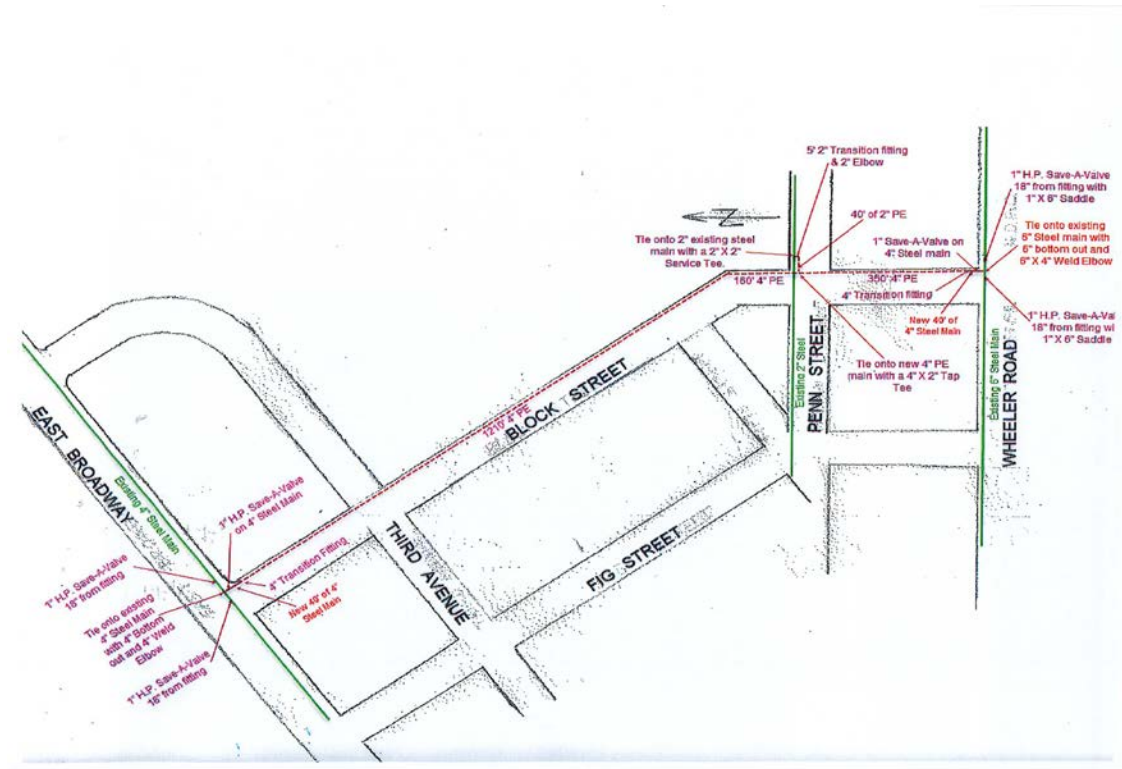 5' 2" Transition fitting
& 2" Elbow
1" H.P. Save-A-Valve
18" from fitting with
1" X 6" Saddle
40' of 2" PE
Tie onto 2" existing steel
main with a 2" X 2"
Service Tee.
1" Save-A-Valve on
4" Steel main
Tie onto existing
6" Steel main with
6" bottom out and
6" X 4" Weld Elbow
Z
160' 4" PE
350' 4" PE
4" Transition fitting
New 40' of
4" Steel Main
1" H.P. Save-A-Val
18" from fitting wi
1" X 6" Saddle
Tie onto new 4" PE
main with a 4" X 2" Tap
Tee
Existing 2" Steel
PENN STREET
Existing 6" Steel Main
WHEELER ROAD
1210' 4" PE
BLOCK STREET
EAST BROADWAY
Existing 4" Steel Main
1" H.P. Save-A-Valve
on 4" Steel Main
THIRD AVENUE
FIG STREET
4" Transition Fitting
New 40' of 4"
Steel Main
1" H.P. Save-A-Valve
18" from fitting
Tie onto existing
4" Steel Main
with 4" Bottom
out and 4" Weld
Elbow
1" H.P. Save-A-Valve
18" from fitting